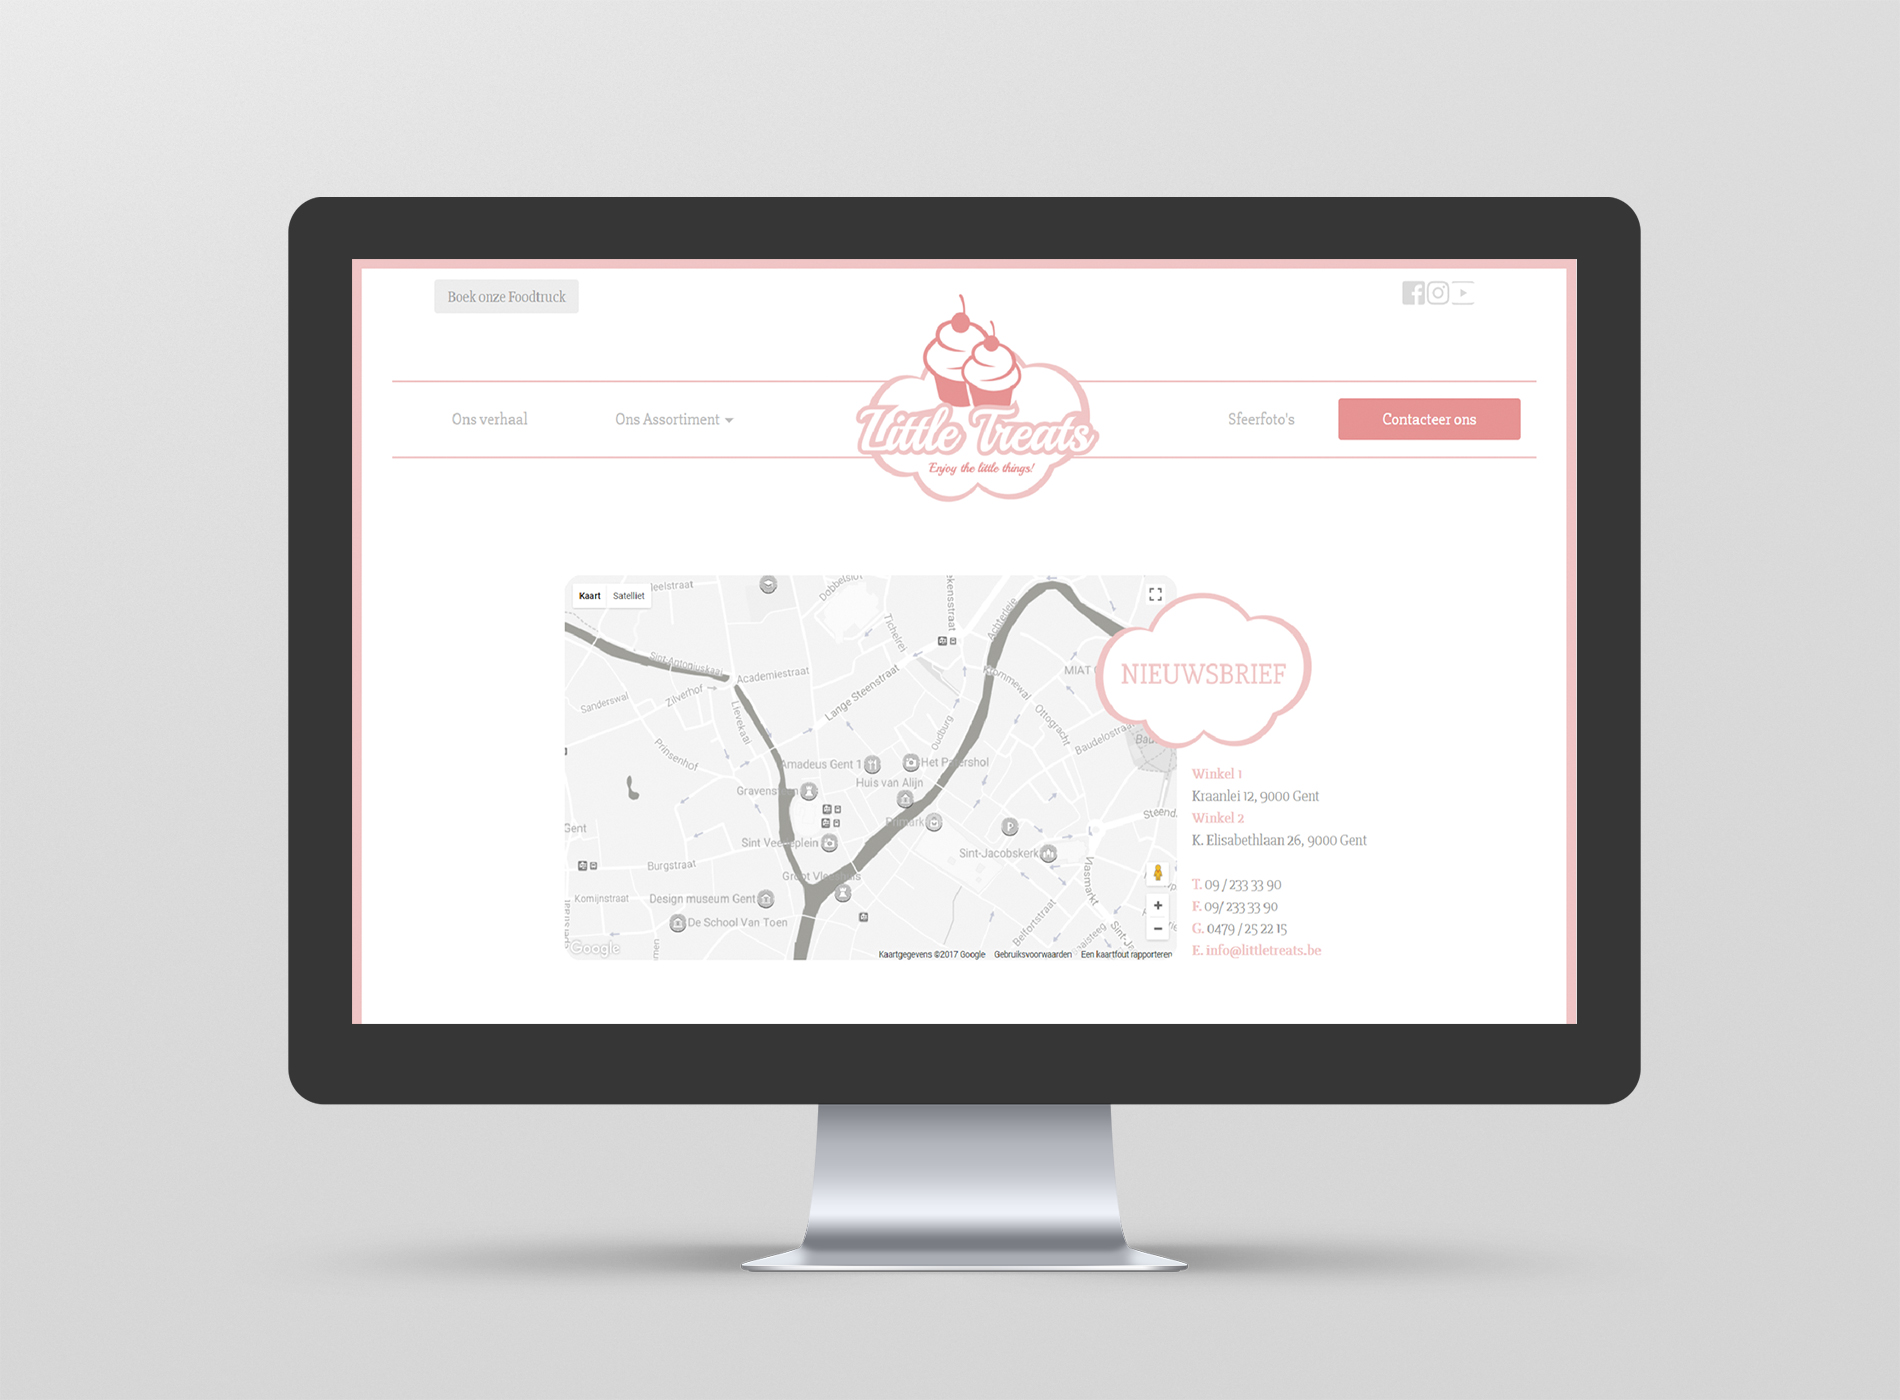 Boek onze Foodtruck
Ons verhaal
Ons Assortiment
Little Treats
Enjoy the little things!
Sfeerfoto's
Contacteer ons
Kaart
Satelliet
Dobbelslot
Tichelrei
Achterleie
Sint-Antoniuskaai
Academiestraat
MIAT
Sanderswal
Zilverhof
Lievekaai
Lange Steenstraat
Krommewal
Ottogracht
Oudburg
Baudelostraat
Prinsenhof
Amadeus Gent 1
Het Patershol
Huis van Alijn
Primark
Sint Veerleplein
Sint-Jacobskerk
Gent
Burgstraat
Groot Vleeshuis
Komijnstraat
Design museum Gent
De School Van Toen
Vlasmarkt
Belfortstraat
Google
Kaartgegevens ©2017 Google
Gebruiksvoorwaarden
Een kaartfout rapporteren
NIEUWSBRIEF
Winkel 1
Kraanlei 12, 9000 Gent
Winkel 2
K. Elisabethlaan 26, 9000 Gent
T. 09 / 233 33 90
F. 09/ 233 33 90
G. 0479 / 25 22 15
E. info@littletreats.be